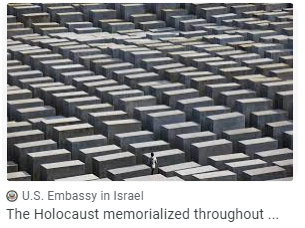 U.S. Embassy in Israel
The Holocaust memorialized throughout ...